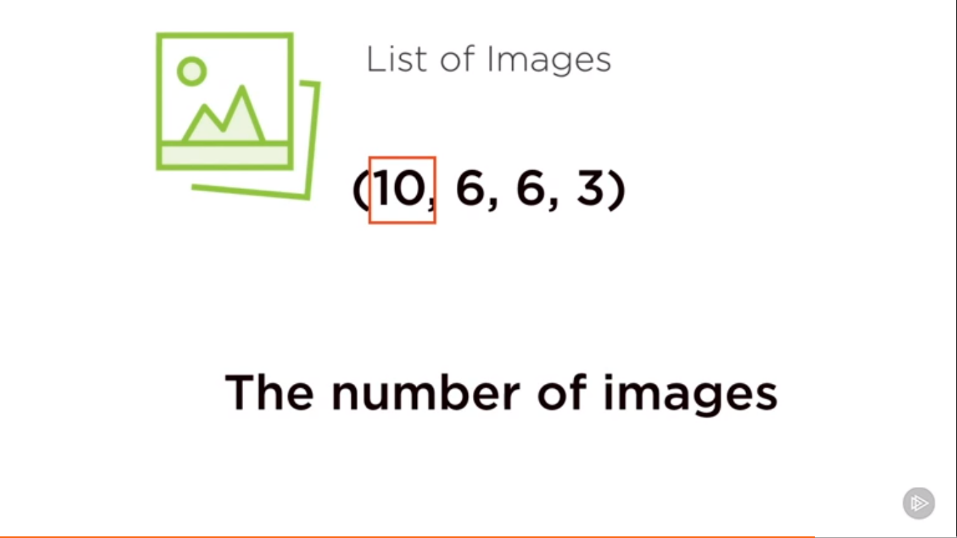 List of Images
(10, 6, 6, 3)
The number of images